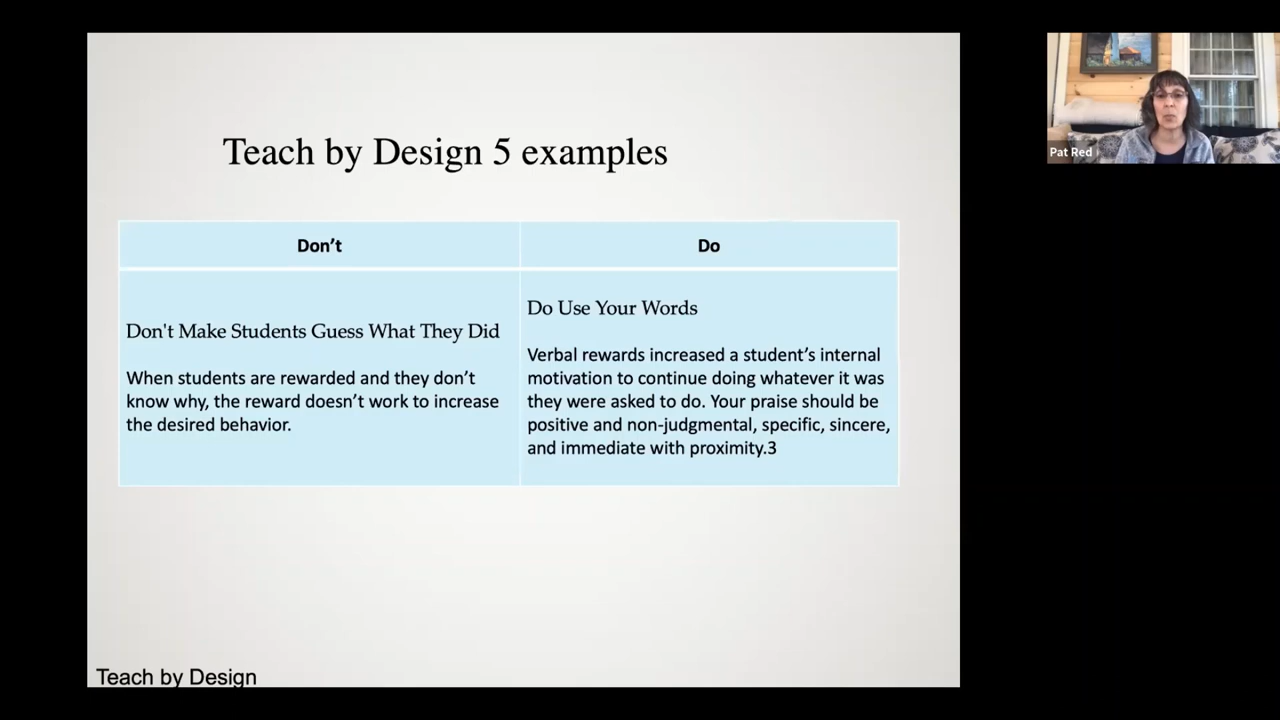 Teach by Design 5 examples
Don't
Do
Don't Make Students Guess What They Did
When students are rewarded and they don't
know why, the reward doesn't work to increase
the desired behavior.
Do Use Your Words
Verbal rewards increased a student's internal
motivation to continue doing whatever it was
they were asked to do. Your praise should be
positive and non-judgmental, specific, sincere,
and immediate with proximity.3
Pat Red
Teach by Design